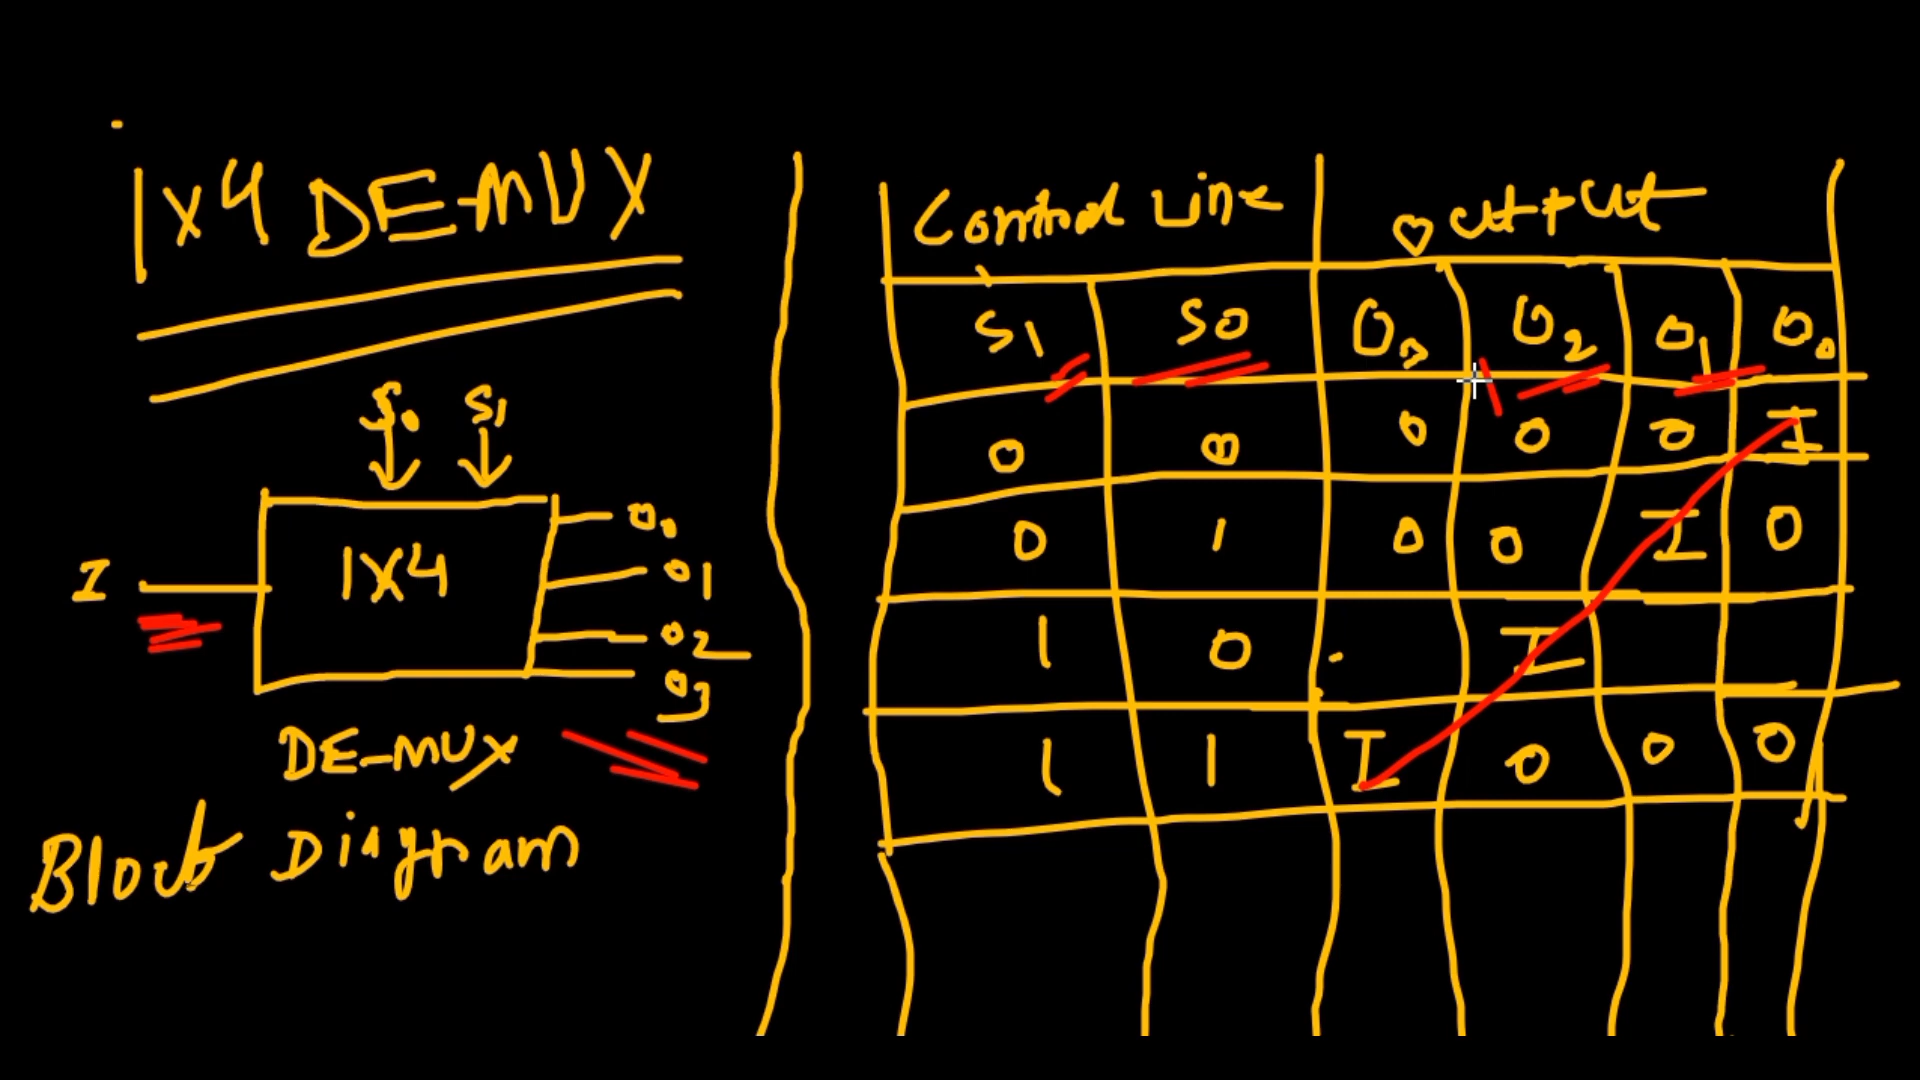 1X4 DE-MUX
S0 S1
I
1X4
O0
O1
O2
O3
DE-MUX
Block Diagram
Control Line Output
S1 S0 O3 O2 O1 O0
0 0 0 0 0 I
0 1 0 0 I 0
1 0 I
1 1 I 0 0 0